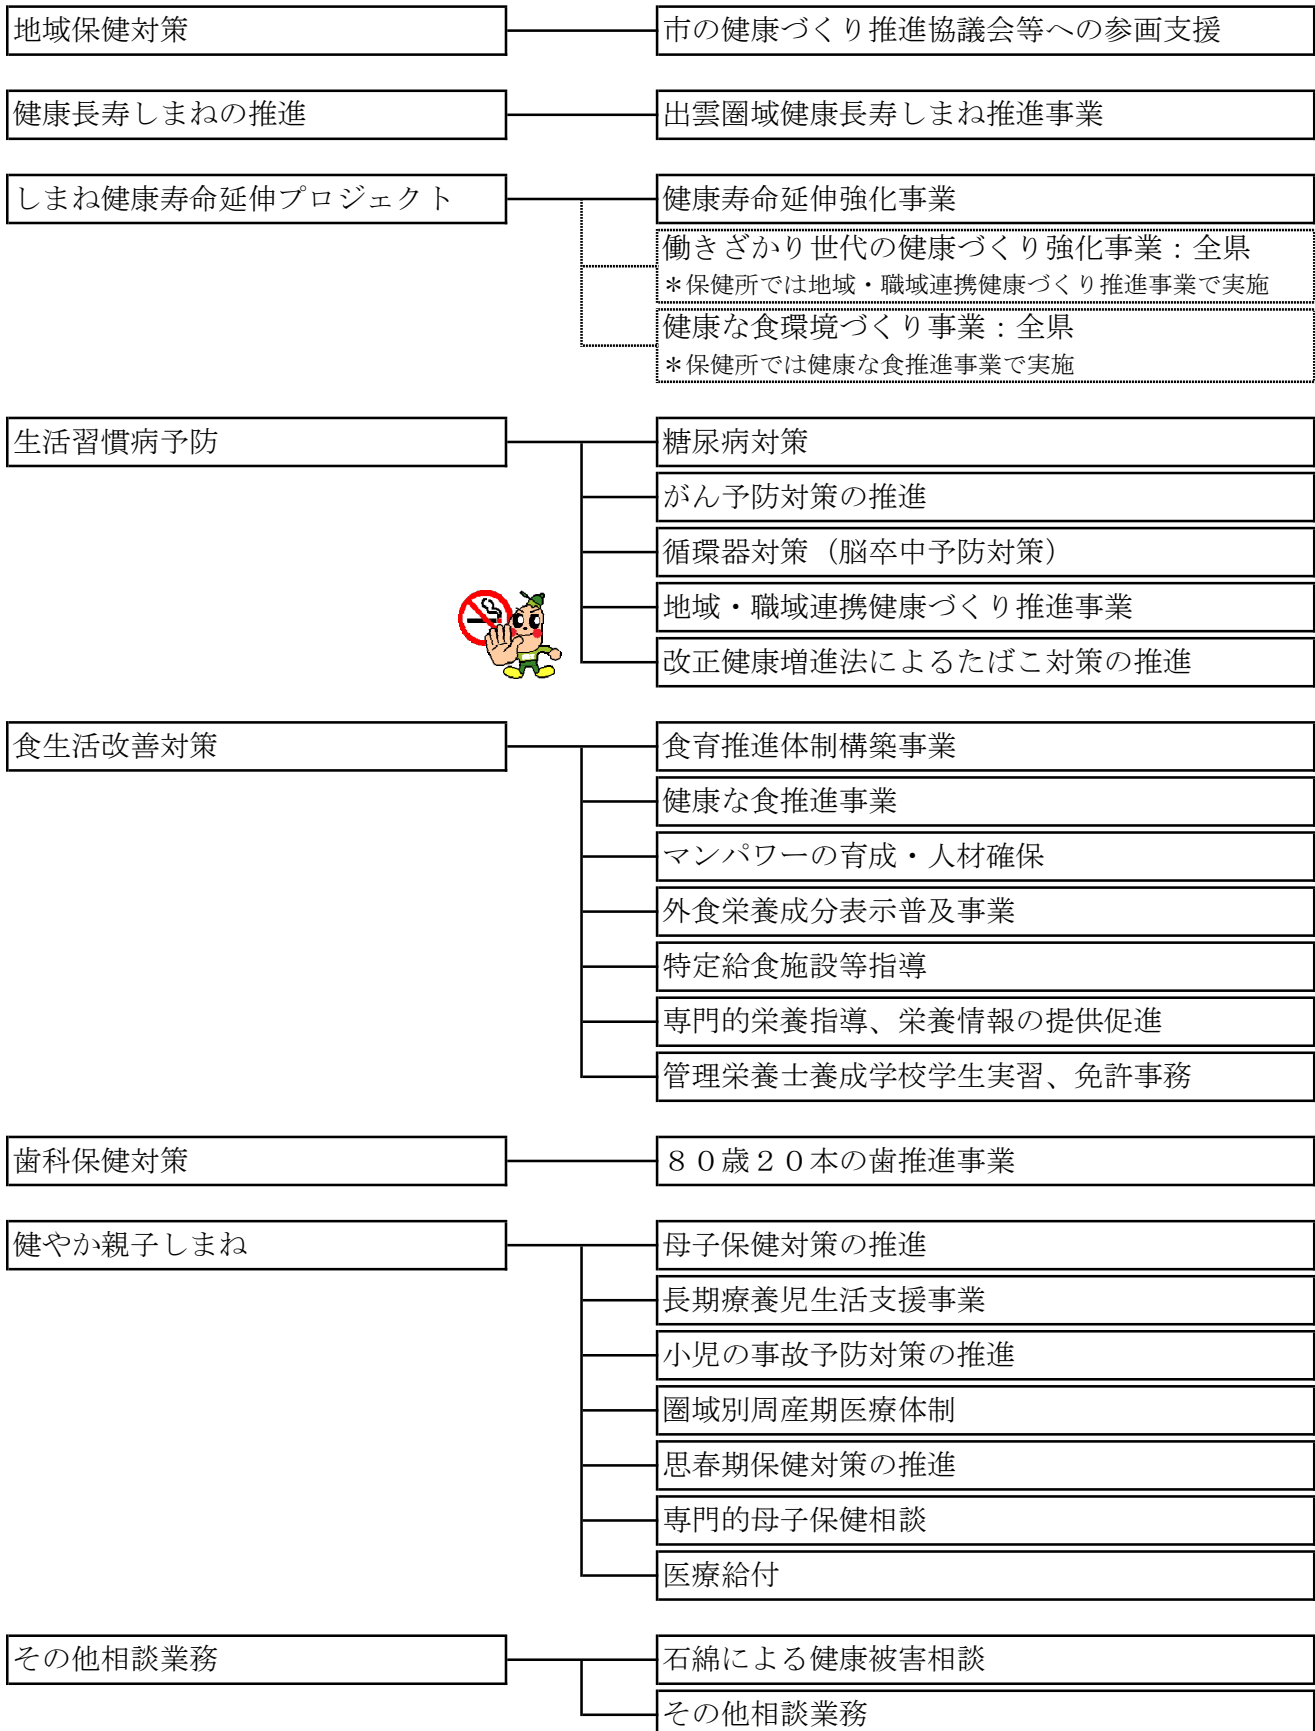 地域保健対策
市の健康づくり推進協議会等への参画支援
健康長寿しまねの推進
出雲圏域健康長寿しまね推進事業
しまね健康寿命延伸プロジェクト
健康寿命延伸強化事業
働きざかり世代の健康づくり強化事業：全県
＊保健所では地域・職域連携健康づくり推進事業で実施
健康な食環境づくり事業：全県
＊保健所では健康な食推進事業で実施
生活習慣病予防
糖尿病対策
がん予防対策の推進
循環器対策（脳卒中予防対策）
地域・職域連携健康づくり推進事業
改正健康増進法によるたばこ対策の推進
食生活改善対策
食育推進体制構築事業
健康な食推進事業
マンパワーの育成・人材確保
外食栄養成分表示普及事業
特定給食施設等指導
専門的栄養指導、栄養情報の提供促進
管理栄養士養成学校学生実習、免許事務
歯科保健対策
８０歳２０本の歯推進事業
健やか親子しまね
母子保健対策の推進
長期療養児生活支援事業
小児の事故予防対策の推進
圏域別周産期医療体制
思春期保健対策の推進
専門的母子保健相談
医療給付
その他相談業務
石綿による健康被害相談
その他相談業務